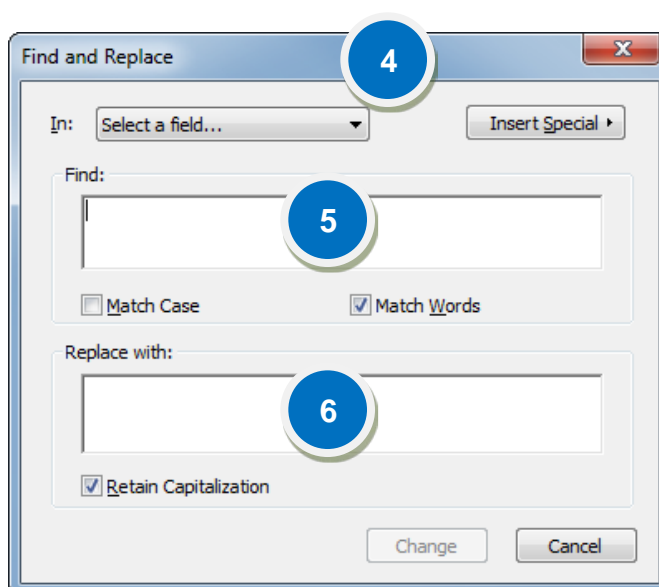 Find and Replace
4
In: Select a field... Insert Special
Find:
5
Match Case Match Words
Replace with:
6
Retain Capitalization
Change Cancel